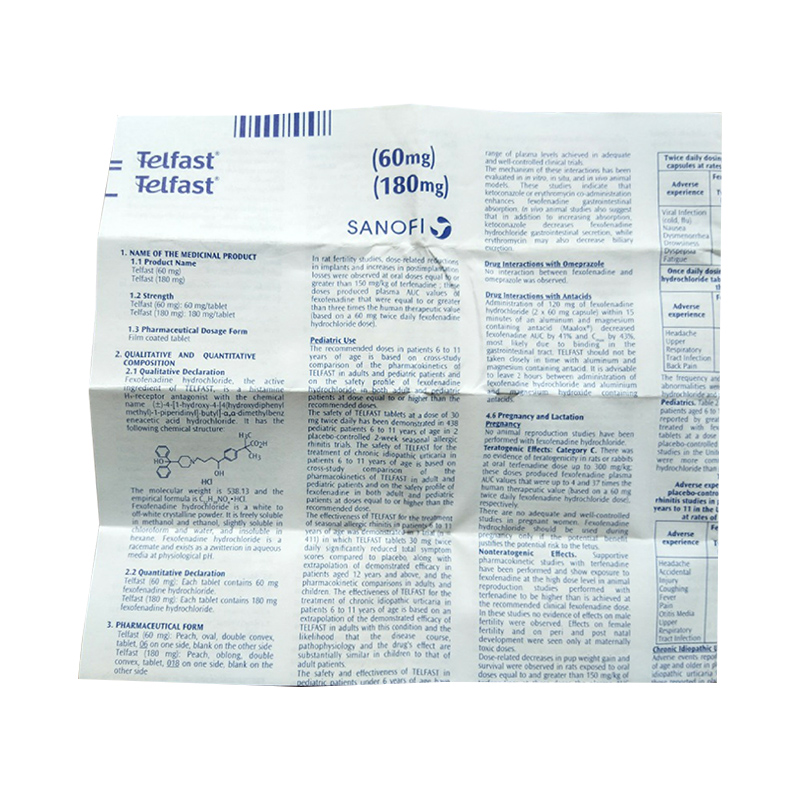 Telfast® (60mg)
Telfast® (180mg)
SANOFI
1. NAME OF THE MEDICINAL PRODUCT
1.1 Product Name
Telfast (60 mg)
Telfast (180 mg)
1.2 Strength
Telfast (60 mg): 60 mg/tablet
Telfast (180 mg): 180 mg/tablet
1.3 Pharmaceutical Dosage Form
Film coated tablet
2. QUALITATIVE AND QUANTITATIVE
COMPOSITION
2.1 Qualitative Declaration
Fexofenadine hydrochloride, the active
ingredient of TELFAST, is a histamine
H₁-receptor antagonist with the chemical
name (±)-4-[1-hydroxy-4-[4(hydroxydiphenyl
methyl)-1-piperidinyl]-butyl]-α,α-dimethylbenz
eneacetic acid hydrochloride. It has the
following chemical structure:
H₃C
CO₂H
CH₃
OH
HCl
The molecular weight is 538.13 and the
empirical formula is
Fexofenadine hydrochloride is a white to
off-white crystalline powder. It is freely soluble
in methanol and ethanol, slightly soluble in
chloroform and water, and insoluble in
hexane. Fexofenadine hydrochloride is a
racemate and exists as a zwitterion in aqueous
media at physiological pH.
2.2 Quantitative Declaration
Telfast (60 mg): Each tablet contains 60 mg
fexofenadine hydrochloride.
Telfast (180 mg): Each tablet contains 180 mg
fexofenadine hydrochloride.
3. PHARMACEUTICAL FORM
Telfast (60 mg): Peach, oval, double convex,
tablet, 06 on one side, blank on the other side
Telfast (180 mg): Peach, oblong, double
convex, tablet, 018 on one side, blank on the
other side
In rat fertility studies, dose-related reductions
in implants and increases in postimplantation
losses were observed at oral doses equal to or
greater than 150 mg/kg of terfenadine; these
doses produced plasma AUC values of
fexofenadine that were equal to or greater
than three times the human therapeutic value
(based on a 60 mg twice daily fexofenadine
hydrochloride dose).
Pediatric Use
The recommended doses in patients 6 to 11
years of age is based on cross-study
comparison of the pharmacokinetics of
TELFAST in adults and pediatric patients and
on the safety profile of fexofenadine
hydrochloride in both adult and pediatric
patients at dose equal to or higher than the
recommended doses.
The safety of TELFAST tablets at a dose of 30
mg twice daily has been demonstrated in 438
pediatric patients 6 to 11 years of age in 2
placebo-controlled 2-week seasonal allergic
rhinitis trials. The safety of TELFAST for the
treatment of chronic idiopathic urticaria in
patients 6 to 11 years of age is based on
cross-study comparison of the
pharmacokinetics of TELFAST in adult and
pediatric patients and on the safety profile of
fexofenadine in both adult and pediatric
patients at doses equal to or higher than the
recommended dose.
The effectiveness of TELFAST for the treatment
of seasonal allergic rhinitis in patients 6 to 11
years of age was demonstrated in 1 trial
411) in which TELFAST tablets 30 mg twice
daily significantly reduced total symptom
scores compared to placebo, along with
extrapolation of demonstrated efficacy in
patients aged 12 years and above, and the
pharmacokinetic comparisons in adults and
children. The effectiveness of TELFAST for the
treatment of chronic idiopathic urticaria in
patients 6 to 11 years of age is based on an
extrapolation of the demonstrated efficacy of
TELFAST in adults with this condition and the
likelihood that the disease course,
pathophysiology and the drug's effect are
substantially similar in children to that of
adult patients.
The safety and effectiveness of TELFAST in
pediatric patients under 6 years of age have
range of plasma levels achieved in adequate
and well-controlled clinical trials.
The mechanism of these interactions has been
evaluated in in vitro, in situ, and in vivo animal
models. These studies indicate that
ketoconazole or erythromycin co-administration
enhances fexofenadine gastrointestinal
absorption. In vivo animal studies also suggest
that in addition to increasing absorption,
ketoconazole decreases fexofenadine
hydrochloride gastrointestinal secretion, while
erythromycin may also decrease biliary
excretion.
Drug Interactions with Omeprazole
No interaction between fexofenadine and
omeprazole was observed.
Drug Interactions with Antacids
Administration of 120 mg of fexofenadine
hydrochloride (2 x 60 mg capsule) within 15
minutes of an aluminum and magnesium
containing antacid (Maalox®) decreased
fexofenadine AUC by 41% and Cmax by 43%,
most likely due to binding in the
gastrointestinal tract. TELFAST should not be
taken closely in time with aluminum and
magnesium containing antacid. It is advisable
to leave 2 hours between administration of
fexofenadine hydrochloride and aluminium
and magnesium hydroxide containing
antacids.
4.6 Pregnancy and Lactation
Pregnancy
No animal reproduction studies have been
performed with fexofenadine hydrochloride.
Teratogenic Effects: Category C. There was
no evidence of teratogenicity in rats or rabbits
at oral terfenadine dose up to 300 mg/kg;
these doses produced fexofenadine plasma
AUC values that were up to 4 and 37 times the
human therapeutic value (based on a 60 mg
twice daily fexofenadine hydrochloride dose),
respectively.
There are no adequate and well-controlled
studies in pregnant women. Fexofenadine
hydrochloride should be used during
pregnancy only if the potential benefit
justifies the potential risk to the fetus.
Nonteratogenic Effects. Supportive
pharmacokinetic studies with terfenadine
have been performed and show exposure to
fexofenadine at the high dose level in animal
reproduction studies performed with
terfenadine to be higher than is achieved at
the recommended clinical fexofenadine dose.
In these studies no evidence of effects on male
fertility were observed. Effects on female
fertility and on peri and post natal
development were seen only at maternally
toxic doses.
Dose-related decreases in pup weight gain and
survival were observed in rats exposed to oral
doses equal to and greater than 150 mg/kg of
Twice daily dosin
capsules at rates
Adverse
experience
Viral Infection
(cold, flu)
Nausea
Dysmenorrhea
Drowsiness
Dyspepsia
Fatigue
Once daily dosi
hydrochloride tab
Adverse
experience
Headache
Upper
Respiratory
Tract Infection
Back Pain
The frequency and
abnormalities were
hydrochloride and
Pediatrics. Table
patients aged 6 to
reported by great
treated with fex
tablets at a dose
placebo-controlled
studies in the Unit
were more com
hydrochloride than
Adverse expe
placebo-contro
rhinitis studies in p
years to 11 in the U
at rates of
Adverse
experience
Headache
Accidental
Injury
Coughing
Fever
Pain
Otitis Media
Upper
Respiratory
Tract Infection
Chronic Idiopathic U
Adverse events repor
of age and older in pl
idiopathic urticaria